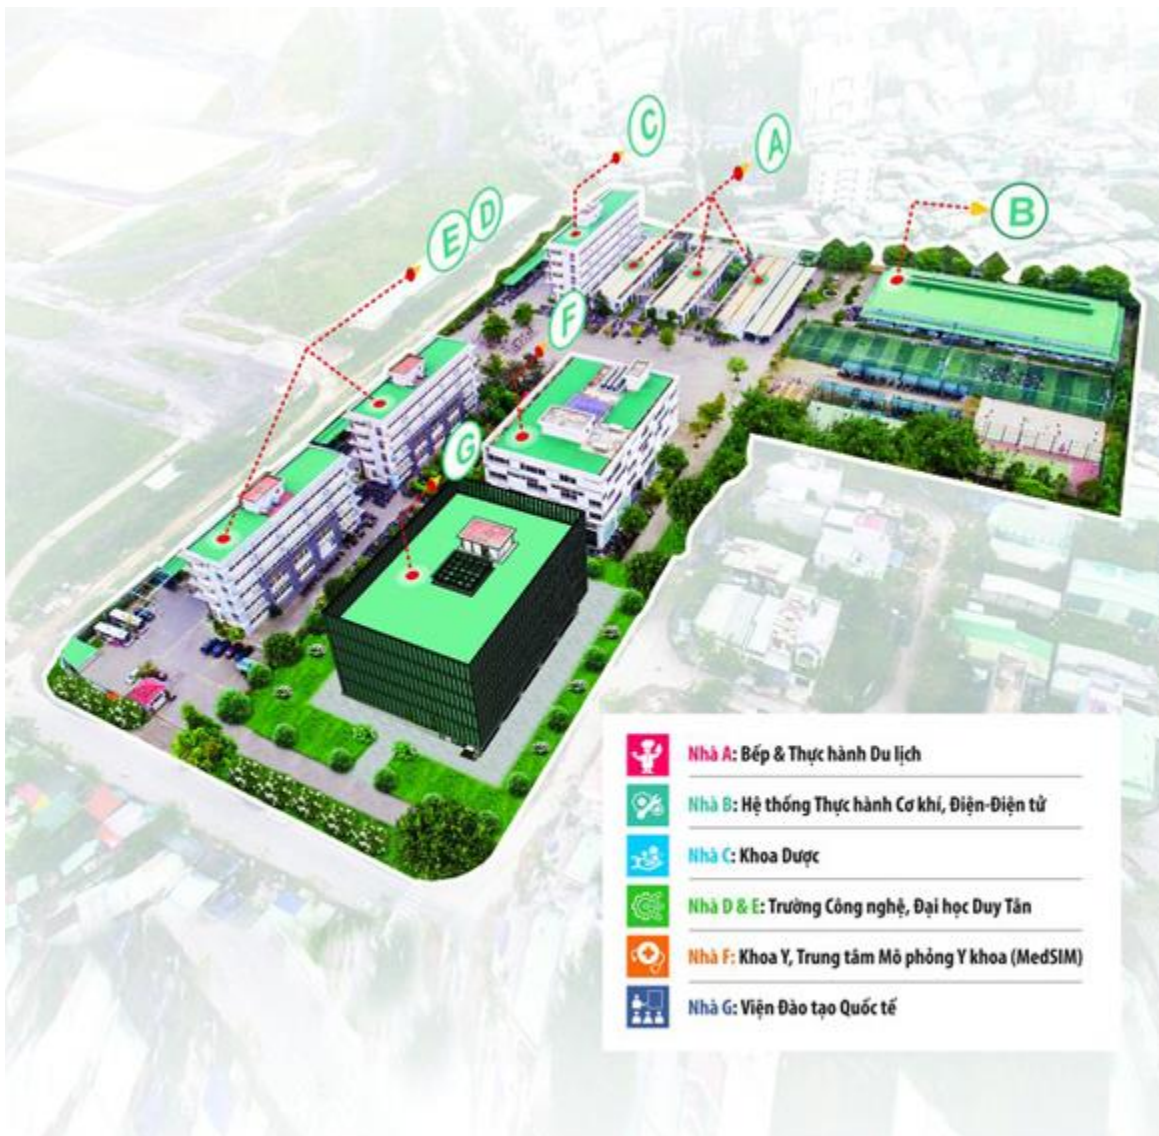 C
A
B
E D
F
G
Nhà A: Bếp & Thực hành Du lịch
Nhà B: Hệ thống Thực hành Cơ khí, Điện-Điện tử
Nhà C: Khoa Dược
Nhà D & E: Trường Công nghệ, Đại học Duy Tân
Nhà F: Khoa Y, Trung tâm Mô phỏng Y khoa (MedSIM)
Nhà G: Viện Đào tạo Quốc tế